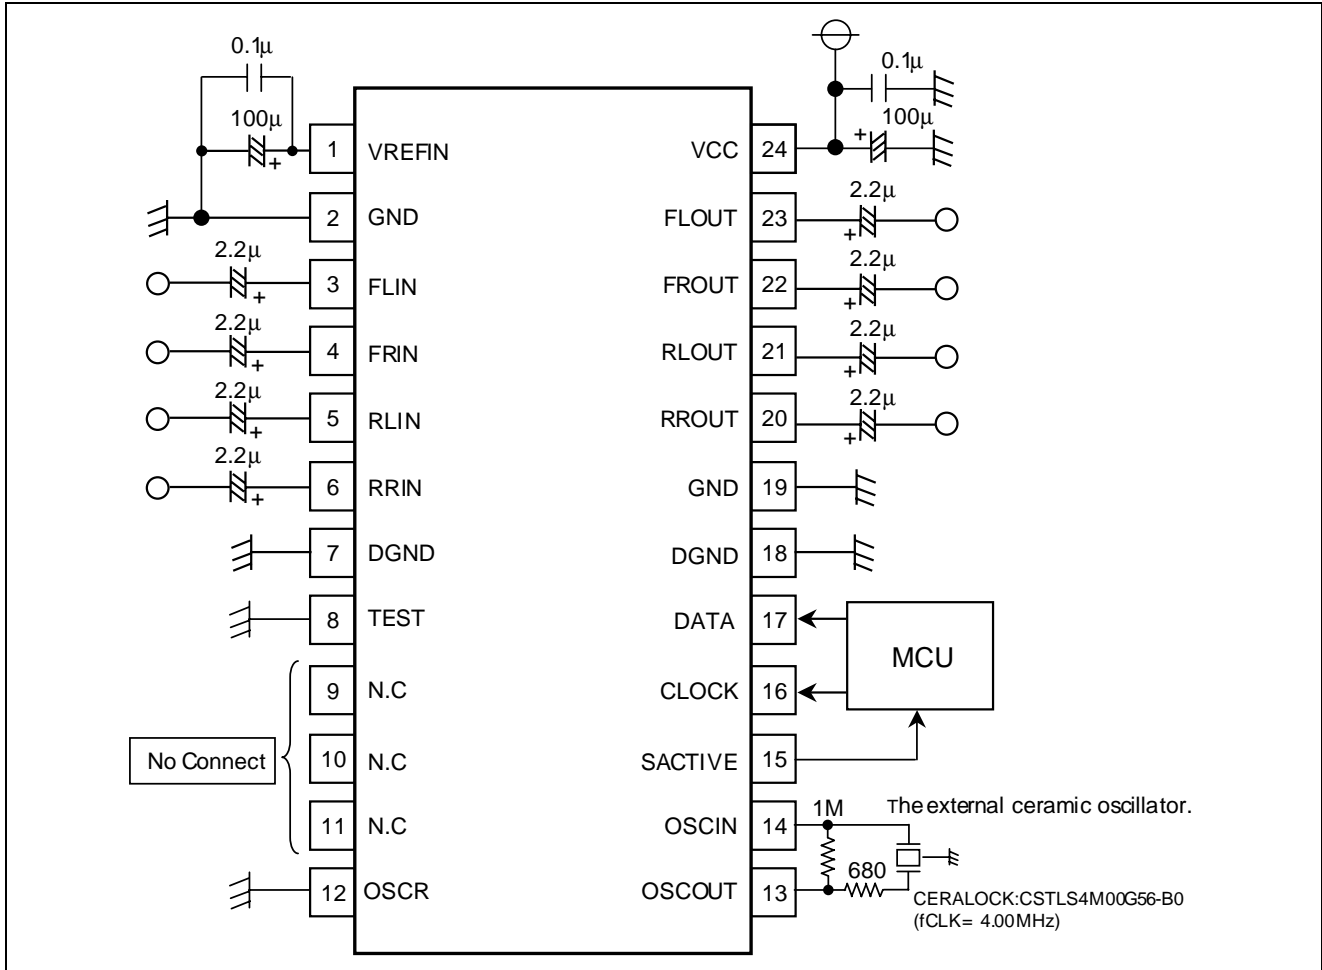 0.1μ
100μ
+
1 VREFIN
2 GND
2.2μ
+
3 FLIN
2.2μ
+
4 FRIN
2.2μ
+
5 RLIN
2.2μ
+
6 RRIN
7 DGND
8 TEST
9 N.C
10 N.C
11 N.C
No Connect
12 OSCR
0.1μ
100μ
+
VCC 24
2.2μ
+
FLOUT 23
2.2μ
+
FROUT 22
2.2μ
+
RLOUT 21
2.2μ
+
RROUT 20
GND 19
DGND 18
DATA 17
MCU
CLOCK 16
SACTIVE 15
1M
The external ceramic oscillator.
OSCIN 14
680
OSCOUT 13
CERALOCK:CSTLS4M00G56-B0
(fCLK= 4.00MHz)